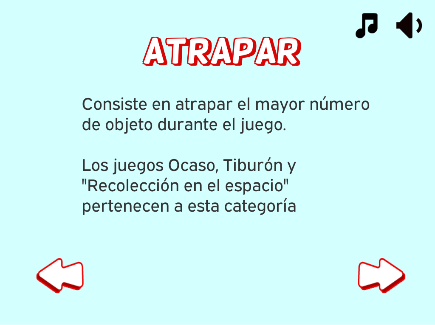 ATRAPAR
Consiste en atrapar el mayor número
de objeto durante el juego.
Los juegos Ocaso, Tiburón y
"Recolección en el espacio"
pertenecen a esta categoría